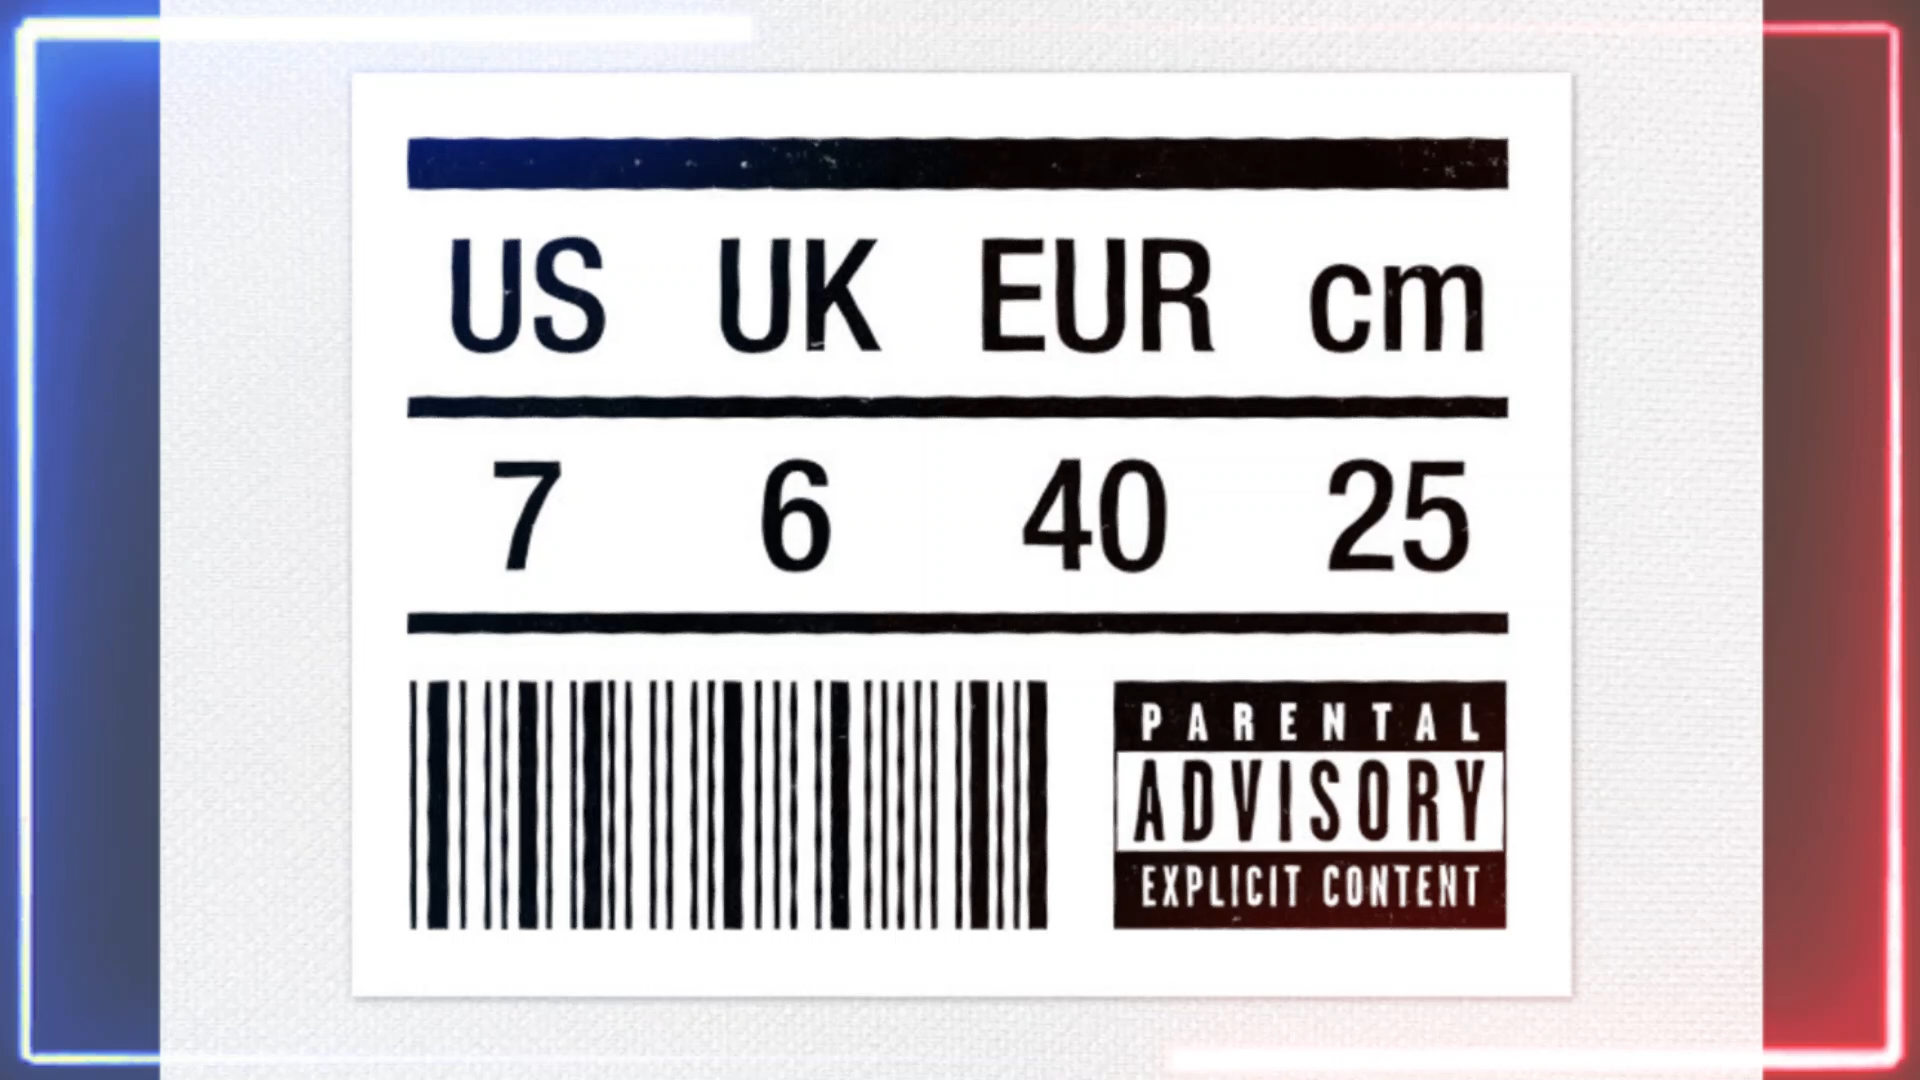 US UK EUR cm
7 6 40 25
PARENTAL
ADVISORY
EXPLICIT CONTENT